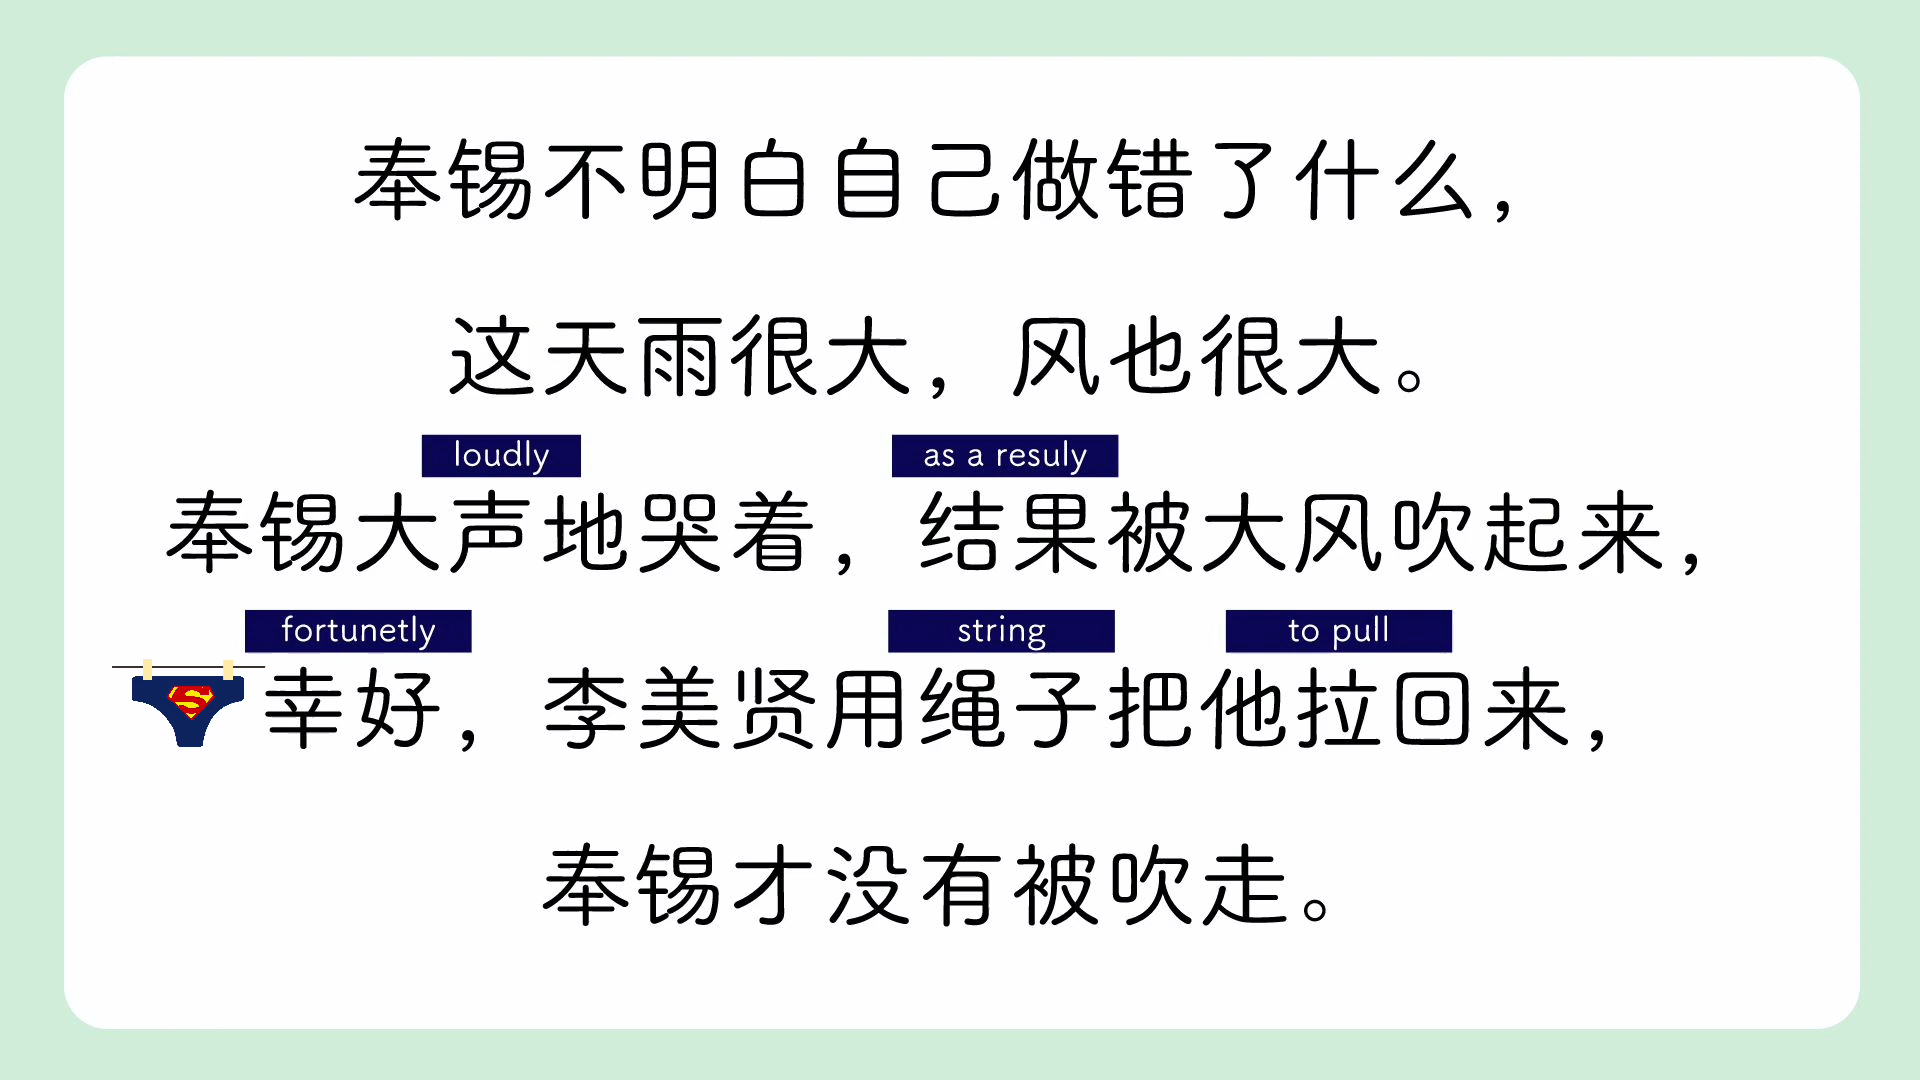 奉锡不明白自己做错了什么，
这天雨很大，风也很大。
loudly as a resuly
奉锡大声地哭着，结果被大风吹起来，
fortunetly string to pull
幸好，李美贤用绳子把他拉回来，
奉锡才没有被吹走。